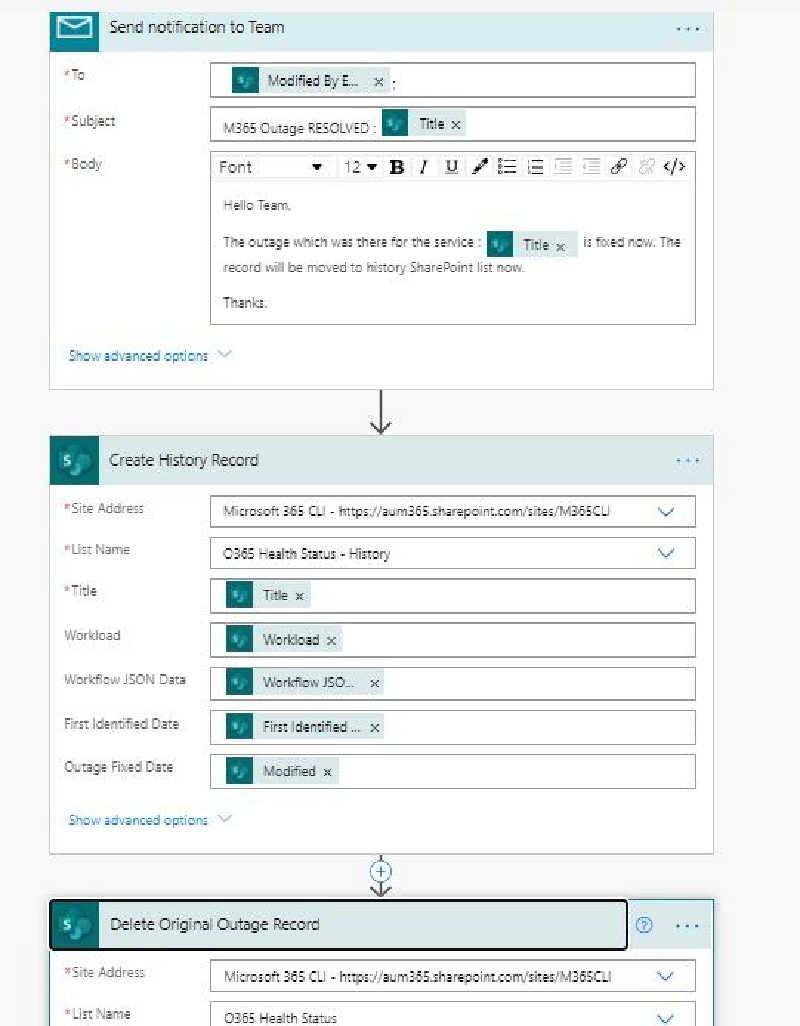 Send notification to Team
*To Modified By E... × ;
*Subject M365 Outage RESOLVED : Title ×
*Body Font 12 B I U </>
Hello Team,
The outage which was there for the service : Title × is fixed now. The
record will be moved to history SharePoint list now.
Thanks.
Show advanced options
Create History Record
*Site Address Microsoft 365 CLI - https://aum365.sharepoint.com/sites/M365CLI
*List Name O365 Health Status - History
*Title Title ×
Workload Workload ×
Workflow JSON Data Workflow JSO... ×
First Identified Date First Identified ... ×
Outage Fixed Date Modified ×
Show advanced options
Delete Original Outage Record
*Site Address Microsoft 365 CLI - https://aum365.sharepoint.com/sites/M365CLI
*List Name O365 Health Status